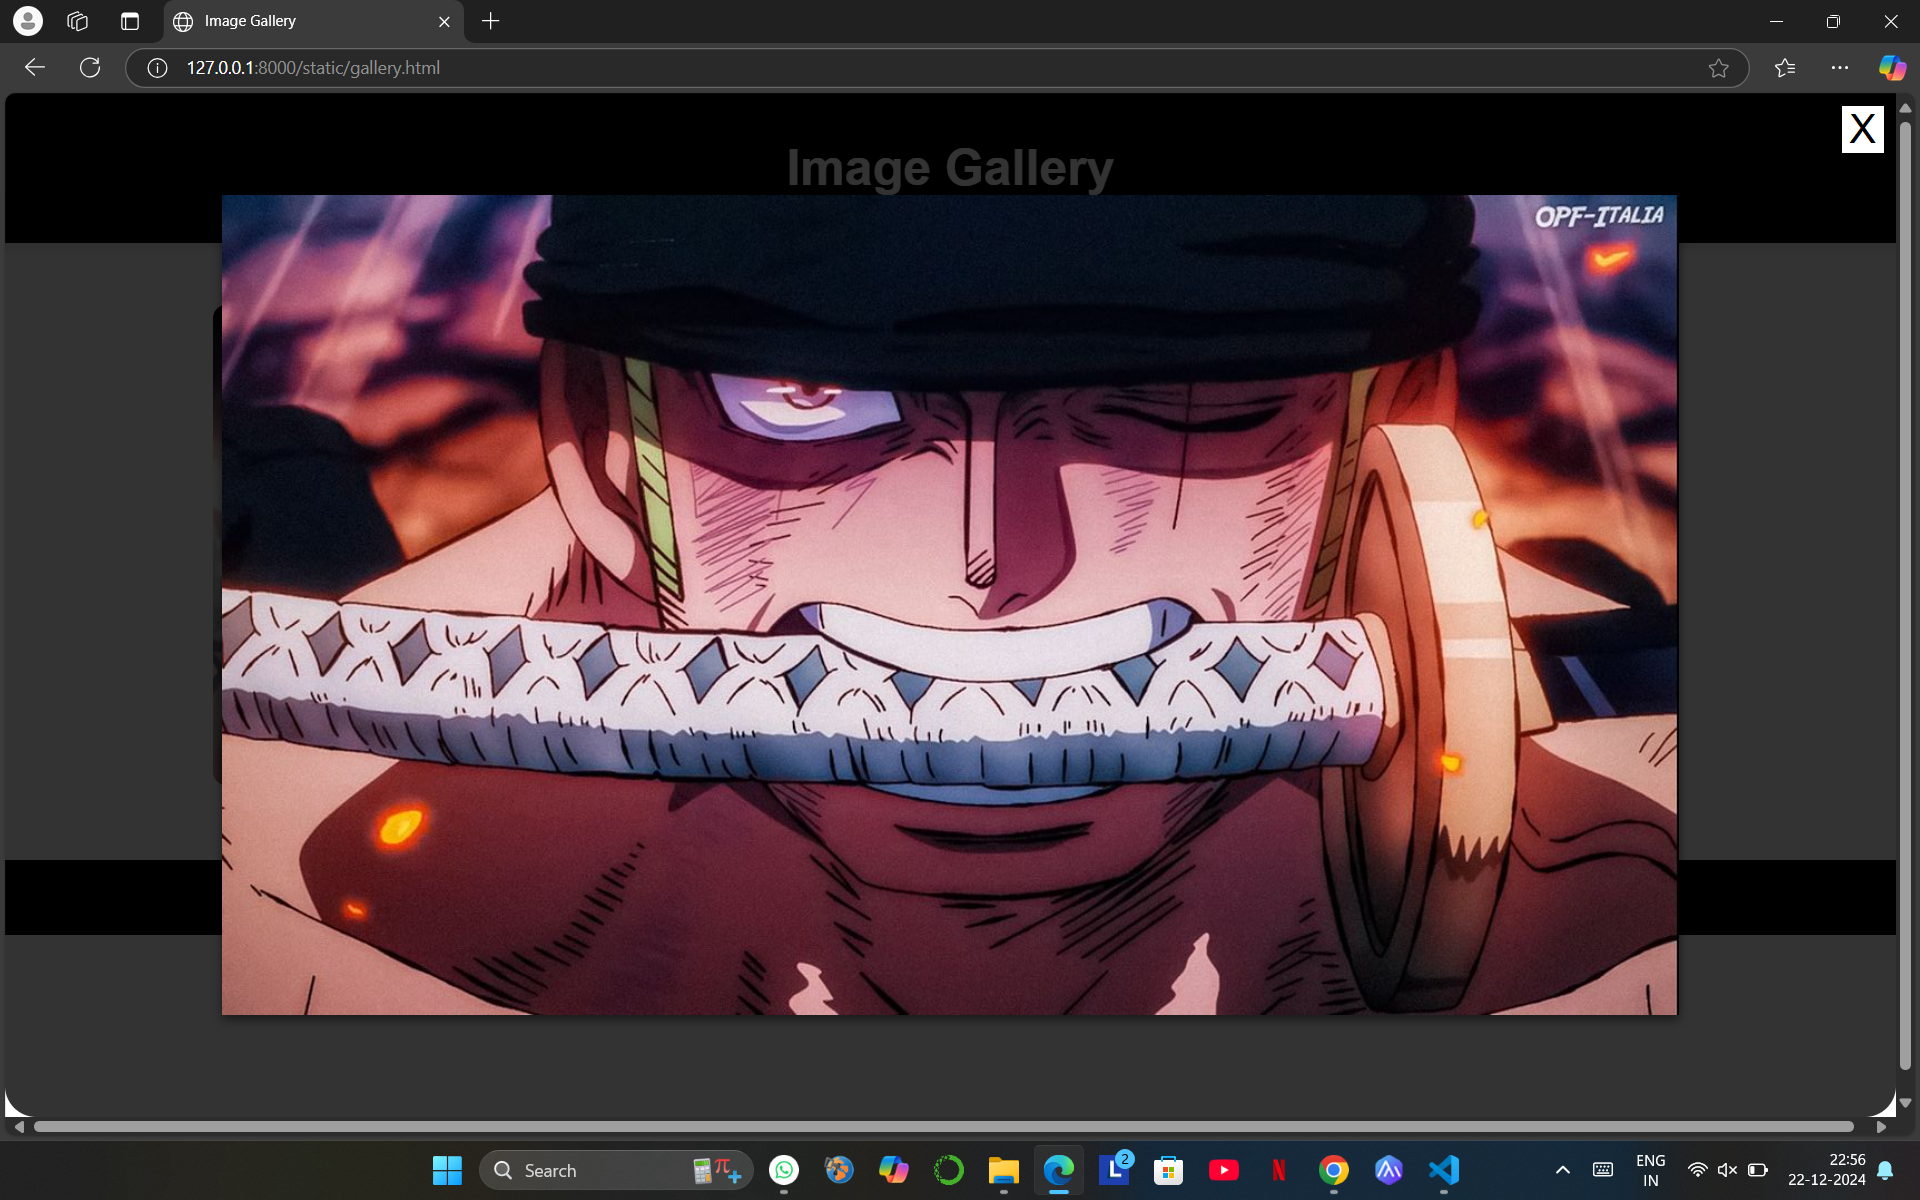 Image Gallery
127.0.0.1:8000/static/gallery.html
X
Image Gallery
OPF-ITALIA
Search
2
L
N
ENG
IN
22:56
22-12-2024